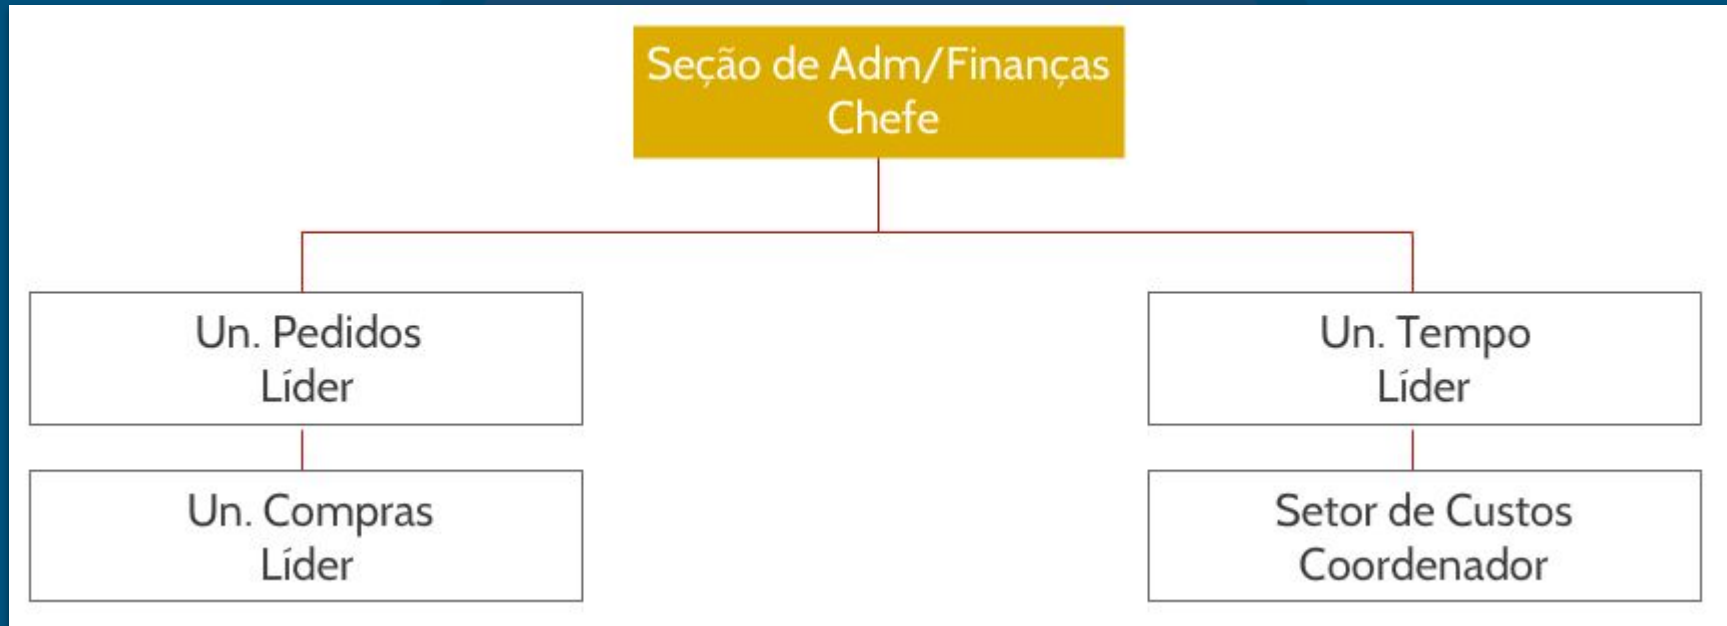 Seção de Adm/Finanças
Chefe
Un. Pedidos
Líder
Un. Tempo
Líder
Un. Compras
Líder
Setor de Custos
Coordenador